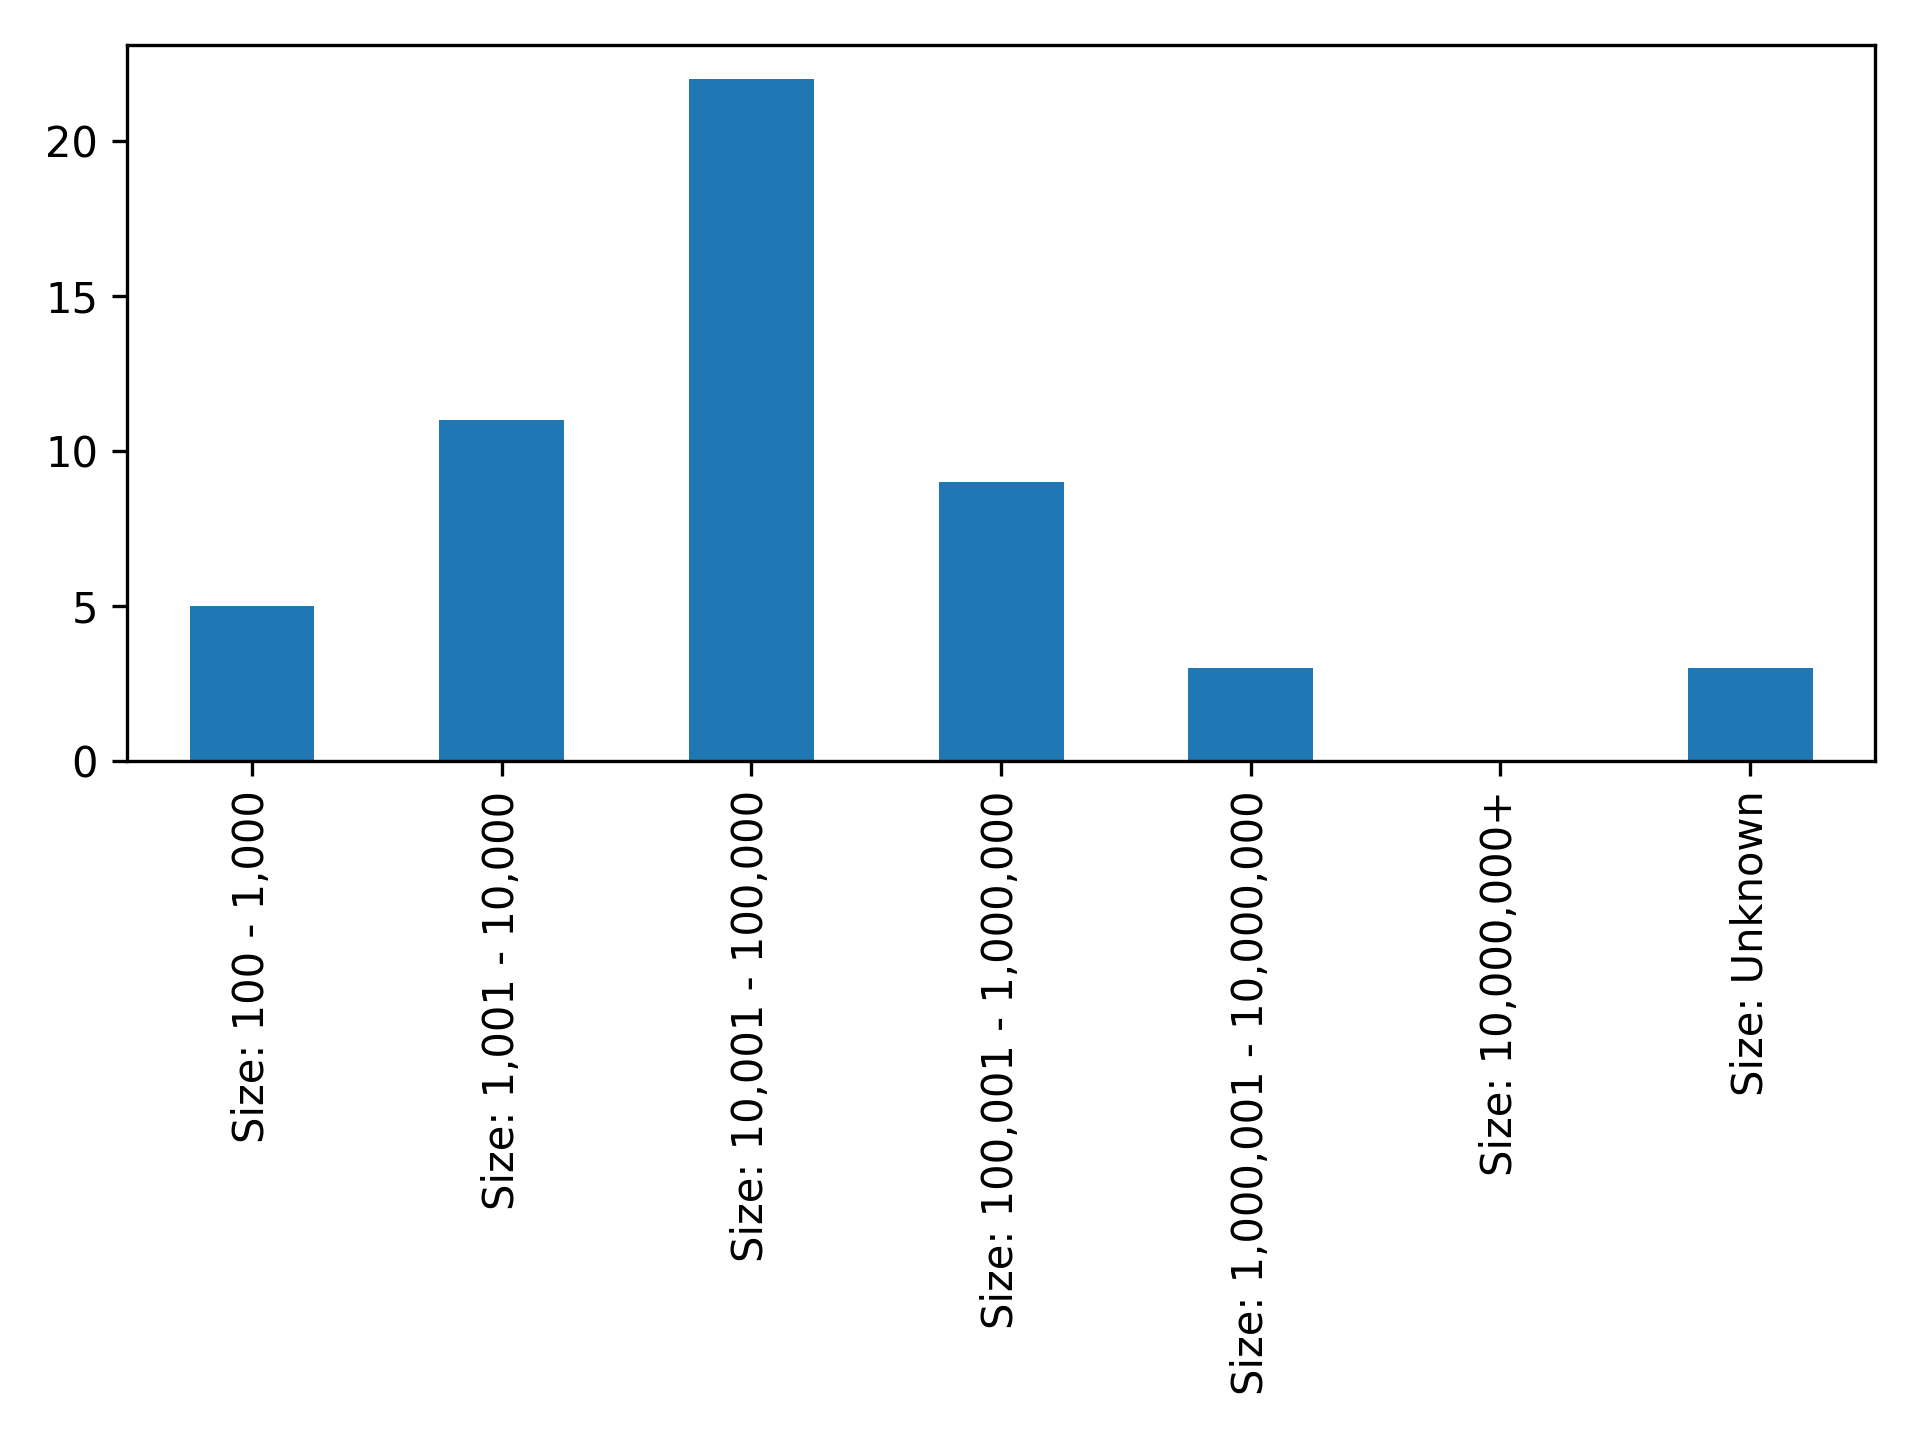 20
15
10
5
0
Size: 100 - 1,000
Size: 1,001 - 10,000
Size: 10,001 - 100,000
Size: 100,001 - 1,000,000
Size: 1,000,001 - 10,000,000
Size: 10,000,000+
Size: Unknown